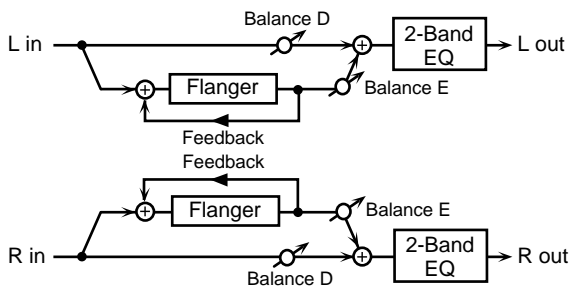 Balance D
L in
2-Band
EQ
L out
Flanger
Balance E
Feedback
Feedback
Flanger
Balance E
R in
2-Band
EQ
R out
Balance D